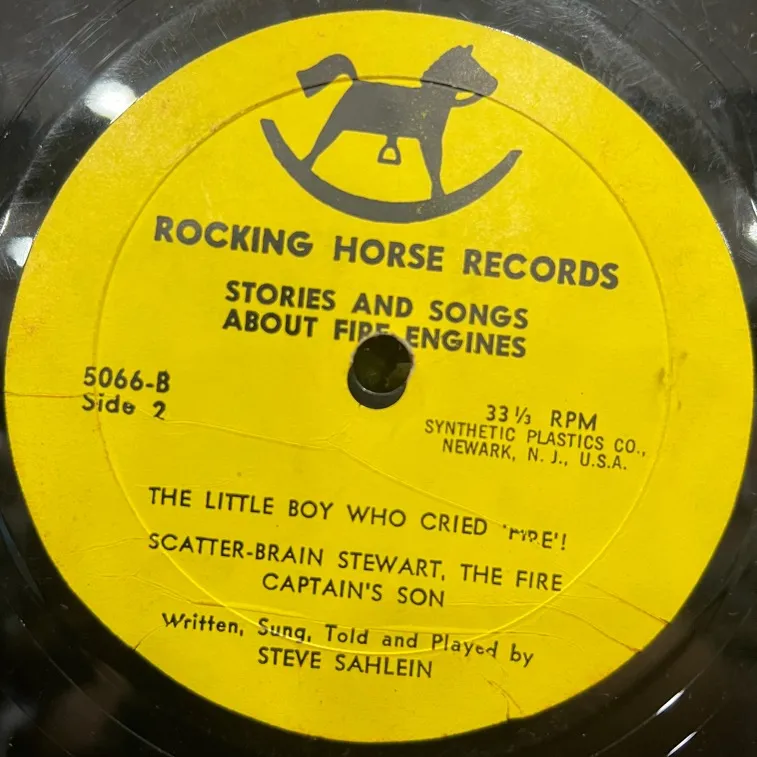 ROCKING HORSE RECORDS
STORIES AND SONGS
ABOUT FIRE ENGINES
5066-B
Side 2
33 1/3 RPM
SYNTHETIC PLASTICS CO.,
NEWARK, N. J., U.S.A.
THE LITTLE BOY WHO CRIED 'FIRE'!
SCATTER-BRAIN STEWART, THE FIRE
CAPTAIN'S SON
Written, Sung, Told and Played by
STEVE SAHLEIN